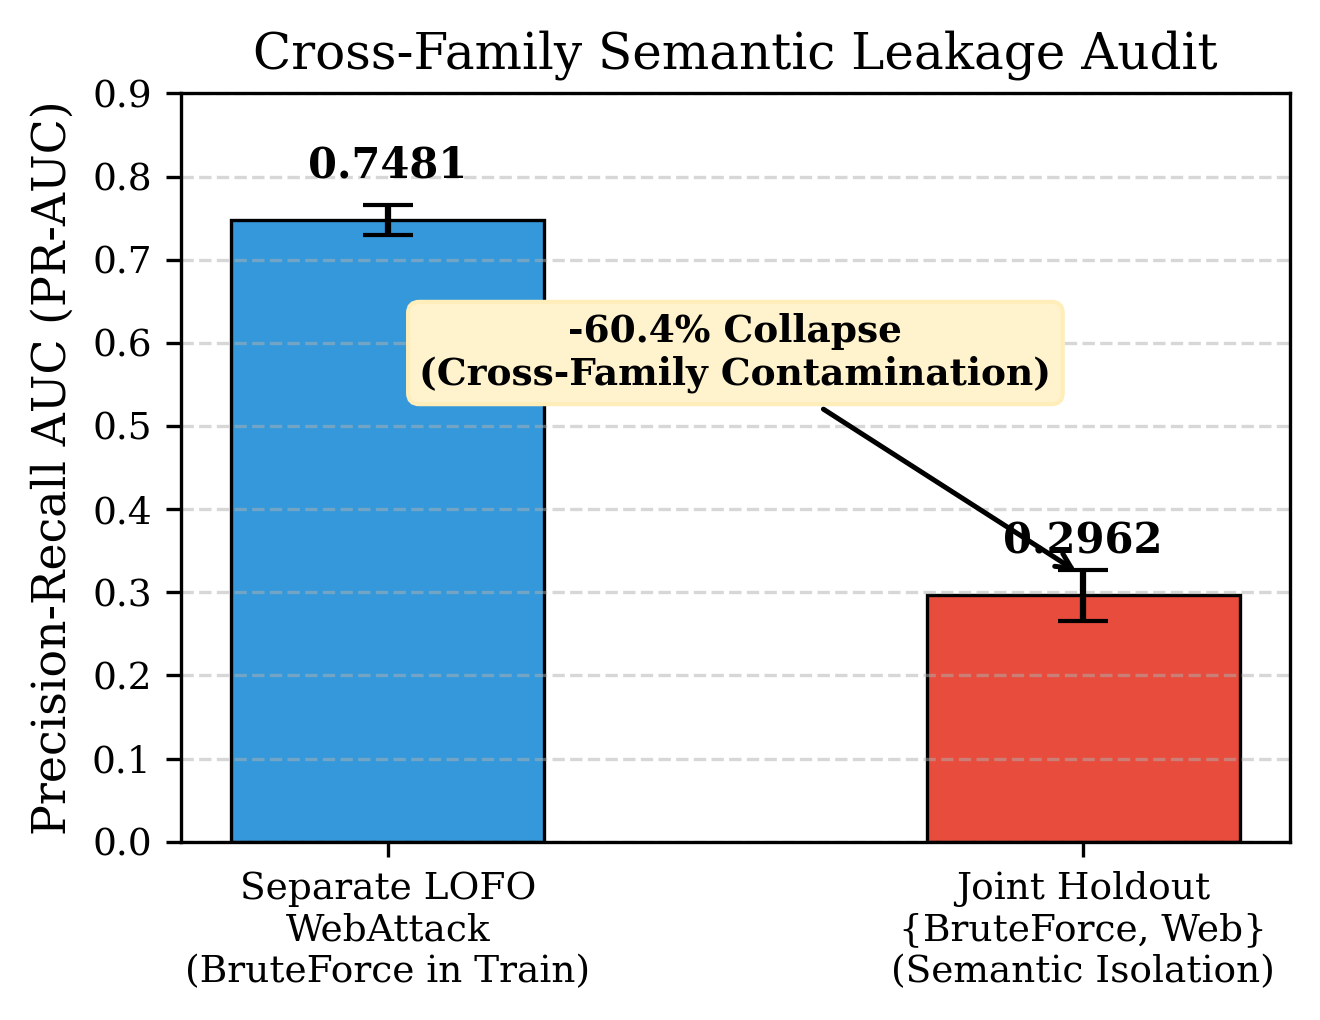 Cross-Family Semantic Leakage Audit
Precision-Recall AUC (PR-AUC)
0.9
0.8
0.7
0.6
0.5
0.4
0.3
0.2
0.1
0.0
0.7481
-60.4% Collapse
(Cross-Family Contamination)
0.2962
Separate LOFO
WebAttack
(BruteForce in Train)
Joint Holdout
{BruteForce, Web}
(Semantic Isolation)